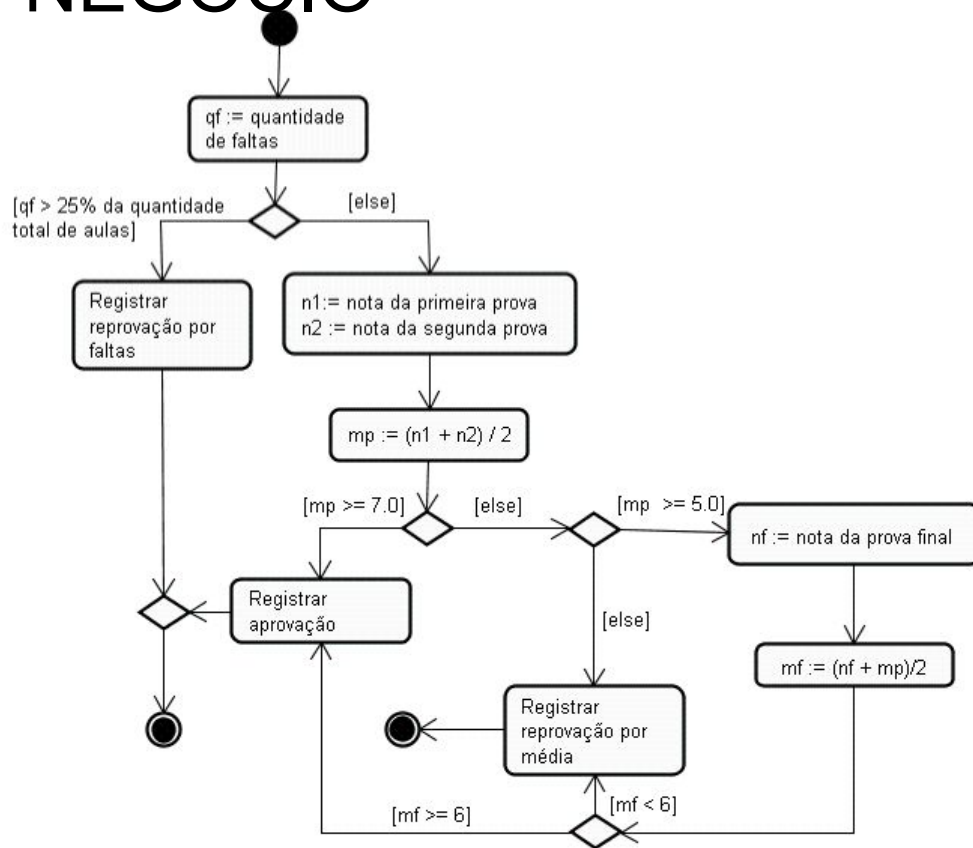 NEGÓCIO
qf := quantidade
de faltas
[qf > 25% da quantidade
total de aulas]
[else]
Registrar
reprovação por
faltas
n1:= nota da primeira prova
n2 := nota da segunda prova
mp := (n1 + n2) / 2
[mp >= 7.0]
[else]
[mp >= 5.0]
nf := nota da prova final
Registrar
aprovação
[else]
mf := (nf + mp)/2
Registrar
reprovação por
média
[mf >= 6]
[mf < 6]